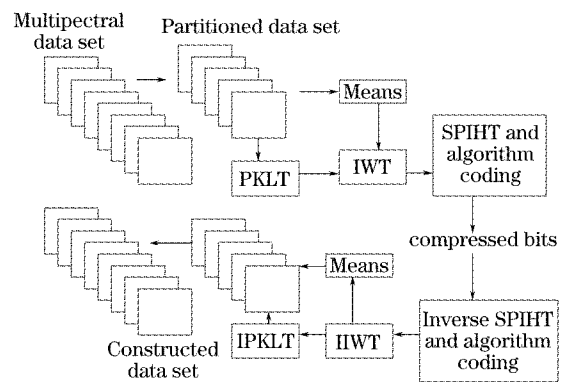 Multipectral
data set
Partitioned data set
Means
SPIHT and
algorithm
coding
PKLT
IWT
compressed bits
Means
Inverse SPIHT
and algorithm
coding
IPKLT
IIWT
Constructed
data set